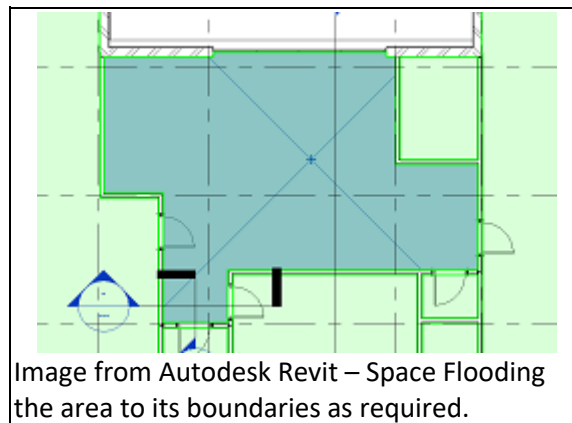 Image from Autodesk Revit – Space Flooding
the area to its boundaries as required.